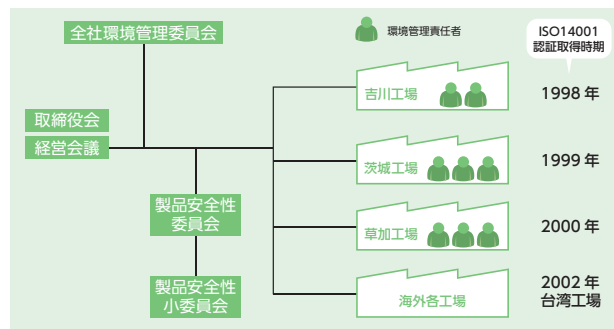 全社環境管理委員会
環境管理責任者
ISO14001
認証取得時期
取締役会
経営会議
製品安全性
委員会
製品安全性
小委員会
吉川工場
1998 年
茨城工場
1999 年
草加工場
2000 年
海外各工場
2002 年
台湾工場